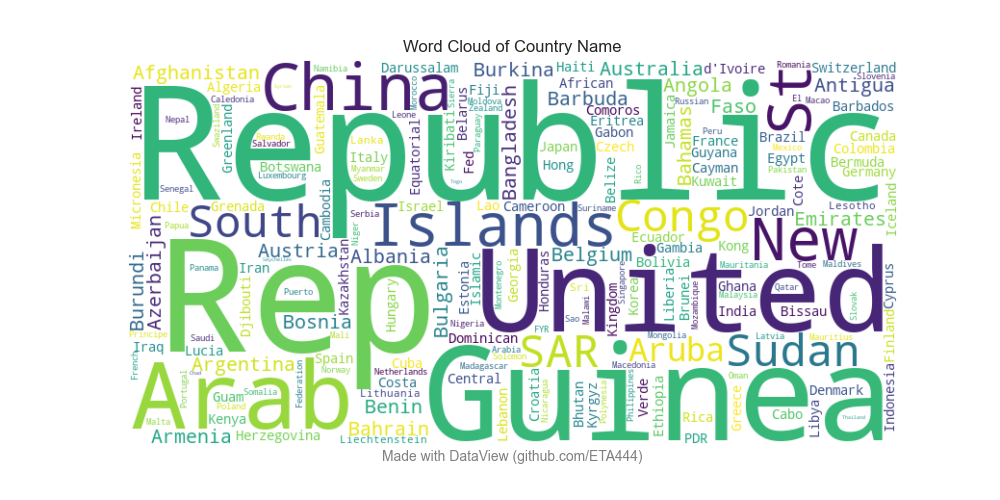 Word Cloud of Country Name
Afghanistan
China
Darussalam
Burkina
Haiti
Australia
d'Ivoire
Switzerland
Romania
Slovenia
Namibia
Algeria
Caledonia
Guatemala
Morocco
Leone
Fiji
Moldova
Zealand
Sierra
African
Barbuda
Comoros
Eritrea
Angola
Russian
El
Macao
St
Antigua
Faso
Barbados
Ireland
Nepal
Swaziland
Greenland
Rwanda
Salvador
Republic
Lanka
Italy
Myanmar
Sweden
Equatorial
Kiribati
Belarus
Paraguay
Fed
Bangladesh
Japan
Gabon
Czech
Hong
Jamaica
Bahamas
Peru
France
Guyana
Cayman
Kuwait
Brazil
Mexico
Egypt
Pakistan
Canada
Colombia
Bermuda
Germany
Micronesia
Senegal
Botswana
Luxembourg
Togo
Belize
Rico
Cote
Lesotho
Papua
Chile
Grenada
Cambodia
Serbia
Israel
Lao
Cameroon
Suriname
Congo
Jordan
Emirates
Iceland
South
Islands
Niger
New
Ecuador
Gambia
Kong
Burundi
Azerbaijan
Austria
Seychelles
Albania
Bulgaria
Estonia
Islamic
Georgia
Montenegro
Honduras
Belgium
Bolivia
Korea
Mauritania
Tome
Maldives
Panama
Iran
Djibouti
Puerto
Bosnia
Kazakhstan
Rep
Hungary
United
Sri
Sao
Malawi
Singapore
Kingdom
Liberia
Brunei
Mozambique
Ghana
Malaysia
India
Qatar
Bissau
Slovak
Cyprus
Principe
Nigeria
FYR
Dominican
Mongolia
Latvia
Mauritius
Finland
Iraq
Saudi
Mali
Lucia
French
Argentina
Spain
Norway
Cuba
Netherlands
Arabia
Solomon
Madagascar
Macedonia
SAR
Aruba
Sudan
Indonesia
Arab
Portugal
Guam
Poland
Somalia
Federation
Costa
Lithuania
Central
Guinea
Croatia
Nicaragua
Polynesia
Bhutan
Kyrgyz
Philippines
Verde
Ethiopia
Oman
Rica
Greece
Cabo
Denmark
Libya
Thailand
Malta
Kenya
Benin
Bahrain
Lebanon
Armenia
Herzegovina
Liechtenstein
PDR
Made with DataView (github.com/ETA444)